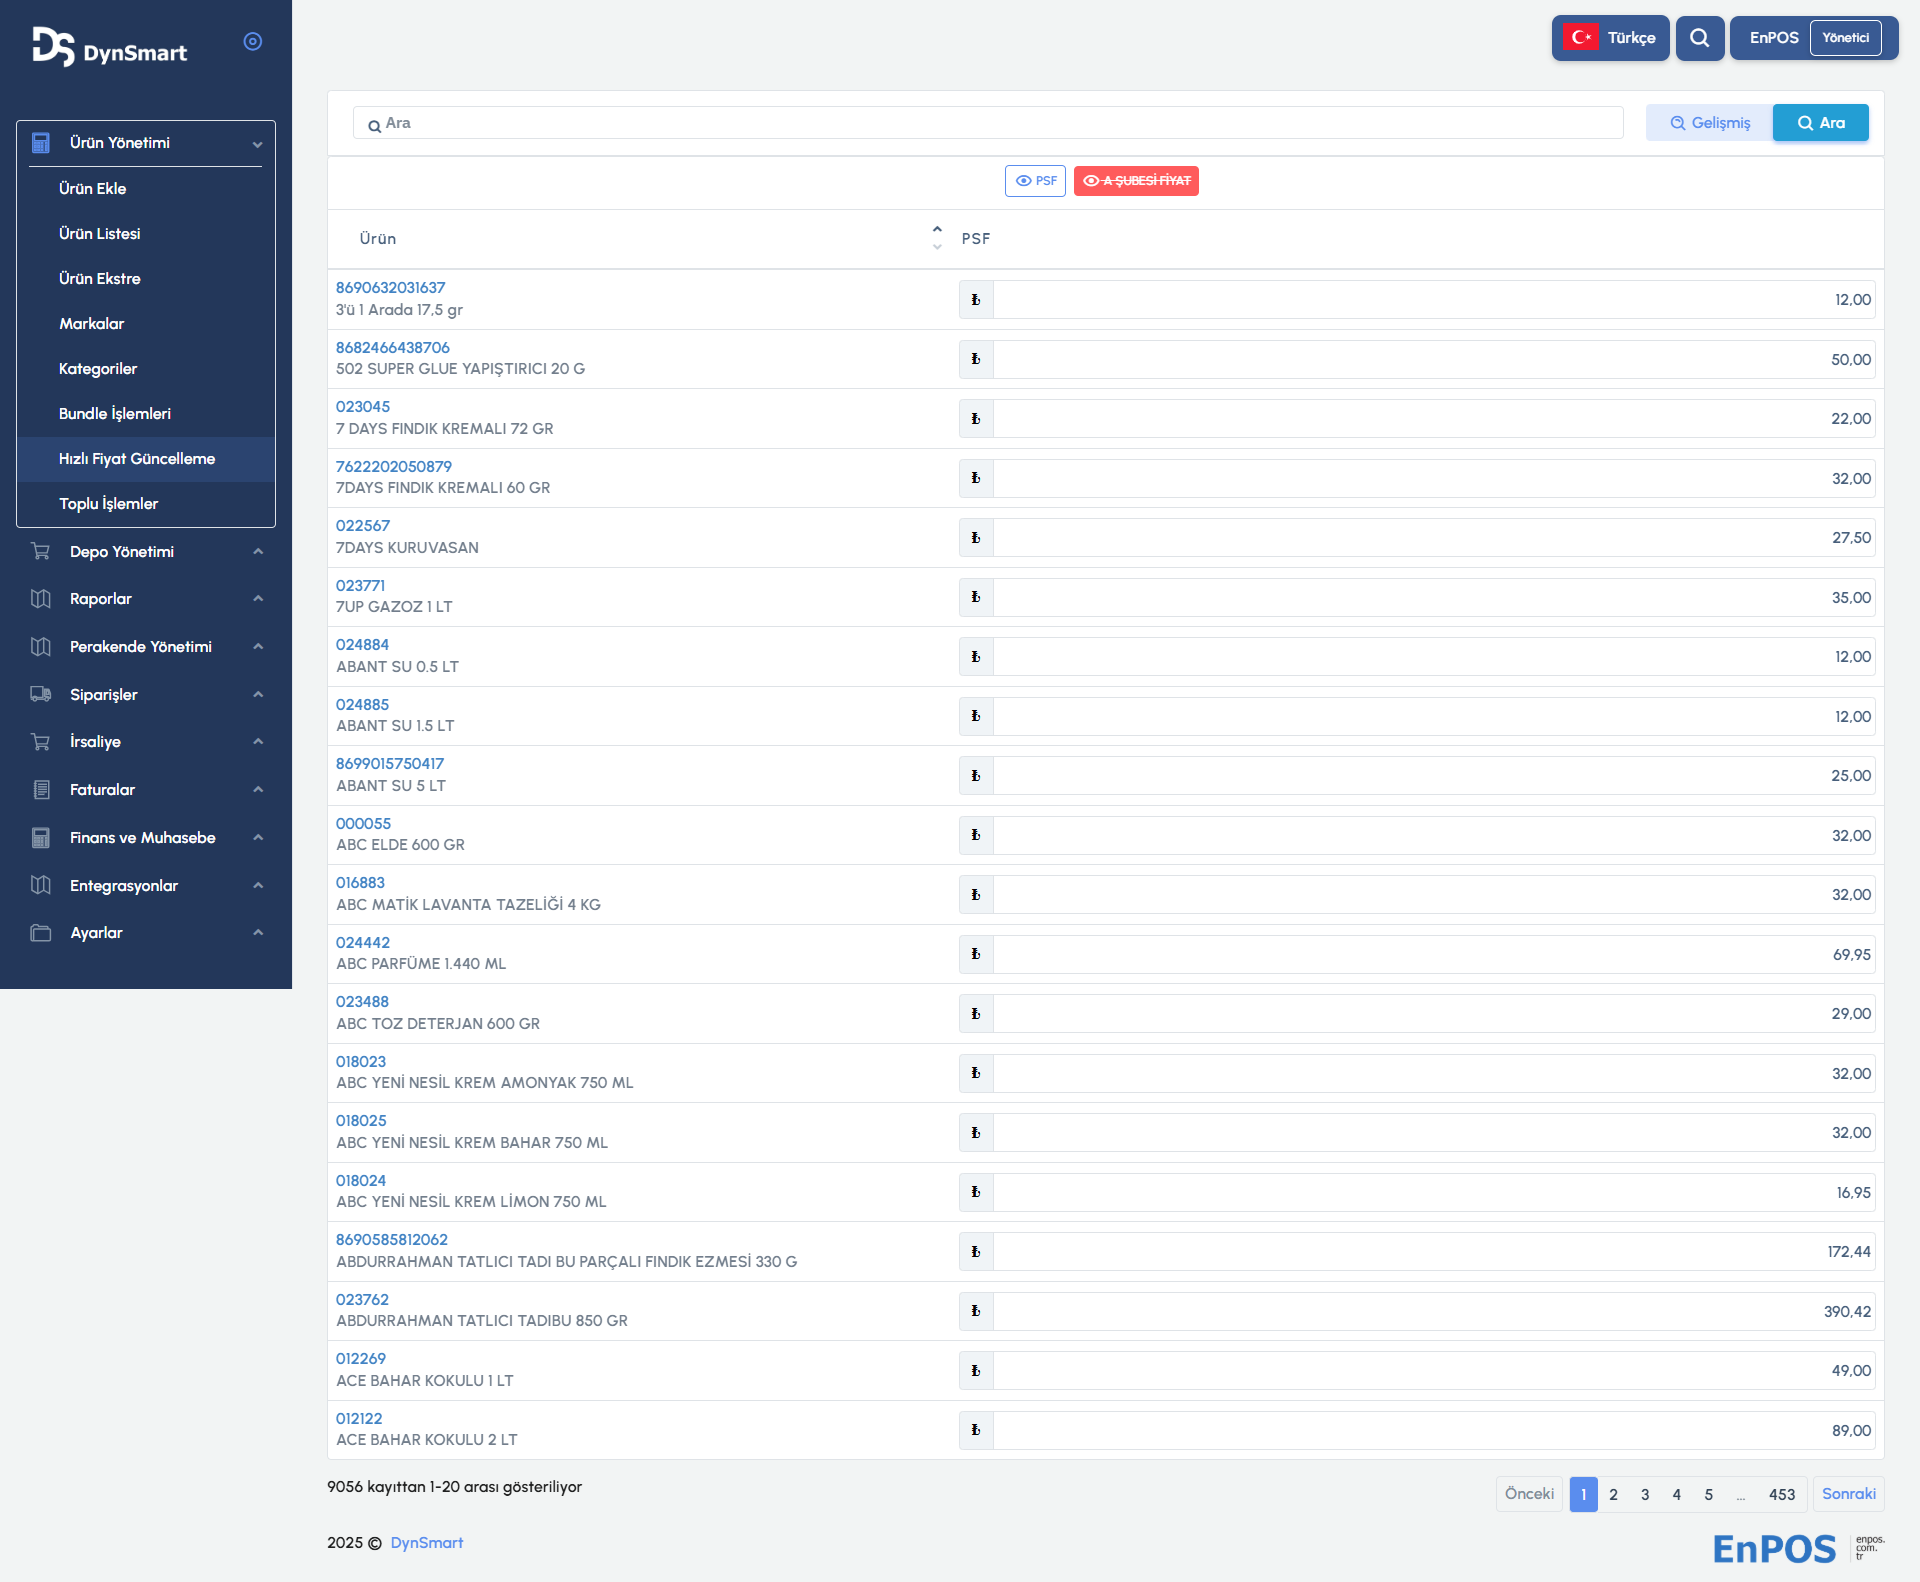 DynSmart
Türkçe
EnPOS Yönetici
Ürün Yönetimi
Ürün Ekle
Ürün Listesi
Ürün Ekstre
Markalar
Kategoriler
Bundle İşlemleri
Hızlı Fiyat Güncelleme
Toplu İşlemler
Depo Yönetimi
Raporlar
Perakende Yönetimi
Siparişler
İrsaliye
Faturalar
Finans ve Muhasebe
Entegrasyonlar
Ayarlar
Ara
Gelişmiş
Ara
PSF
A ŞUBESİ FİYAT
Ürün
PSF
8690632031637
3'ü 1 Arada 17,5 gr
₺ 12,00
8682466438706
502 SUPER GLUE YAPIŞTIRICI 20 G
₺ 50,00
023045
7 DAYS FINDIK KREMALI 72 GR
₺ 22,00
7622202050879
7DAYS FINDIK KREMALI 60 GR
₺ 32,00
022567
7DAYS KURUVASAN
₺ 27,50
023771
7UP GAZOZ 1 LT
₺ 35,00
024884
ABANT SU 0.5 LT
₺ 12,00
024885
ABANT SU 1.5 LT
₺ 12,00
8699015750417
ABANT SU 5 LT
₺ 25,00
000055
ABC ELDE 600 GR
₺ 32,00
016883
ABC MATİK LAVANTA TAZELİĞİ 4 KG
₺ 32,00
024442
ABC PARFÜME 1.440 ML
₺ 69,95
023488
ABC TOZ DETERJAN 600 GR
₺ 29,00
018023
ABC YENİ NESİL KREM AMONYAK 750 ML
₺ 32,00
018025
ABC YENİ NESİL KREM BAHAR 750 ML
₺ 32,00
018024
ABC YENİ NESİL KREM LİMON 750 ML
₺ 16,95
8690585812062
ABDURRAHMAN TATLICI TADI BU PARÇALI FINDIK EZMESİ 330 G
₺ 172,44
023762
ABDURRAHMAN TATLICI TADIBU 850 GR
₺ 390,42
012269
ACE BAHAR KOKULU 1 LT
₺ 49,00
012122
ACE BAHAR KOKULU 2 LT
₺ 89,00
9056 kayıttan 1-20 arası gösteriliyor
Önceki 1 2 3 4 5 ... 453 Sonraki
2025 © DynSmart
EnPOS
enpos.
com.
tr